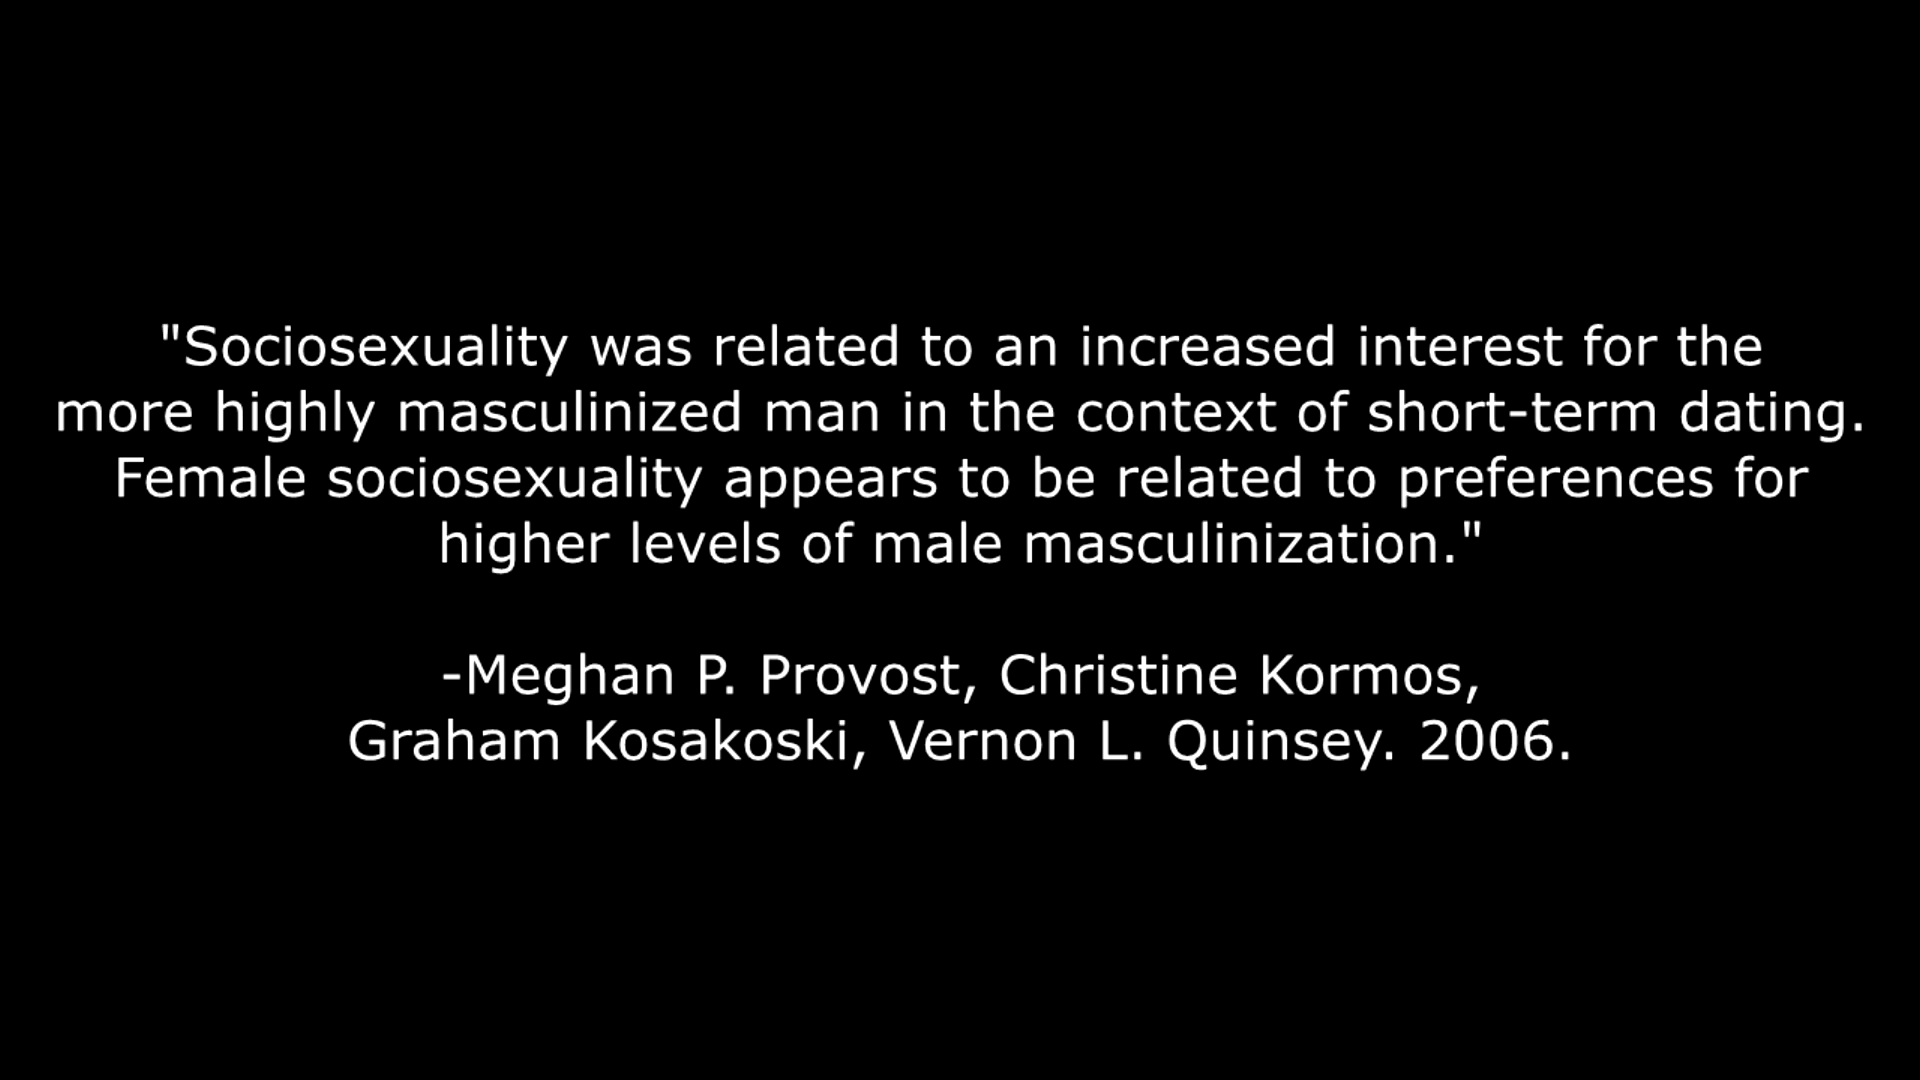 "Sociosexuality was related to an increased interest for the
more highly masculinized man in the context of short-term dating.
Female sociosexuality appears to be related to preferences for
higher levels of male masculinization."
-Meghan P. Provost, Christine Kormos,
Graham Kosakoski, Vernon L. Quinsey. 2006.